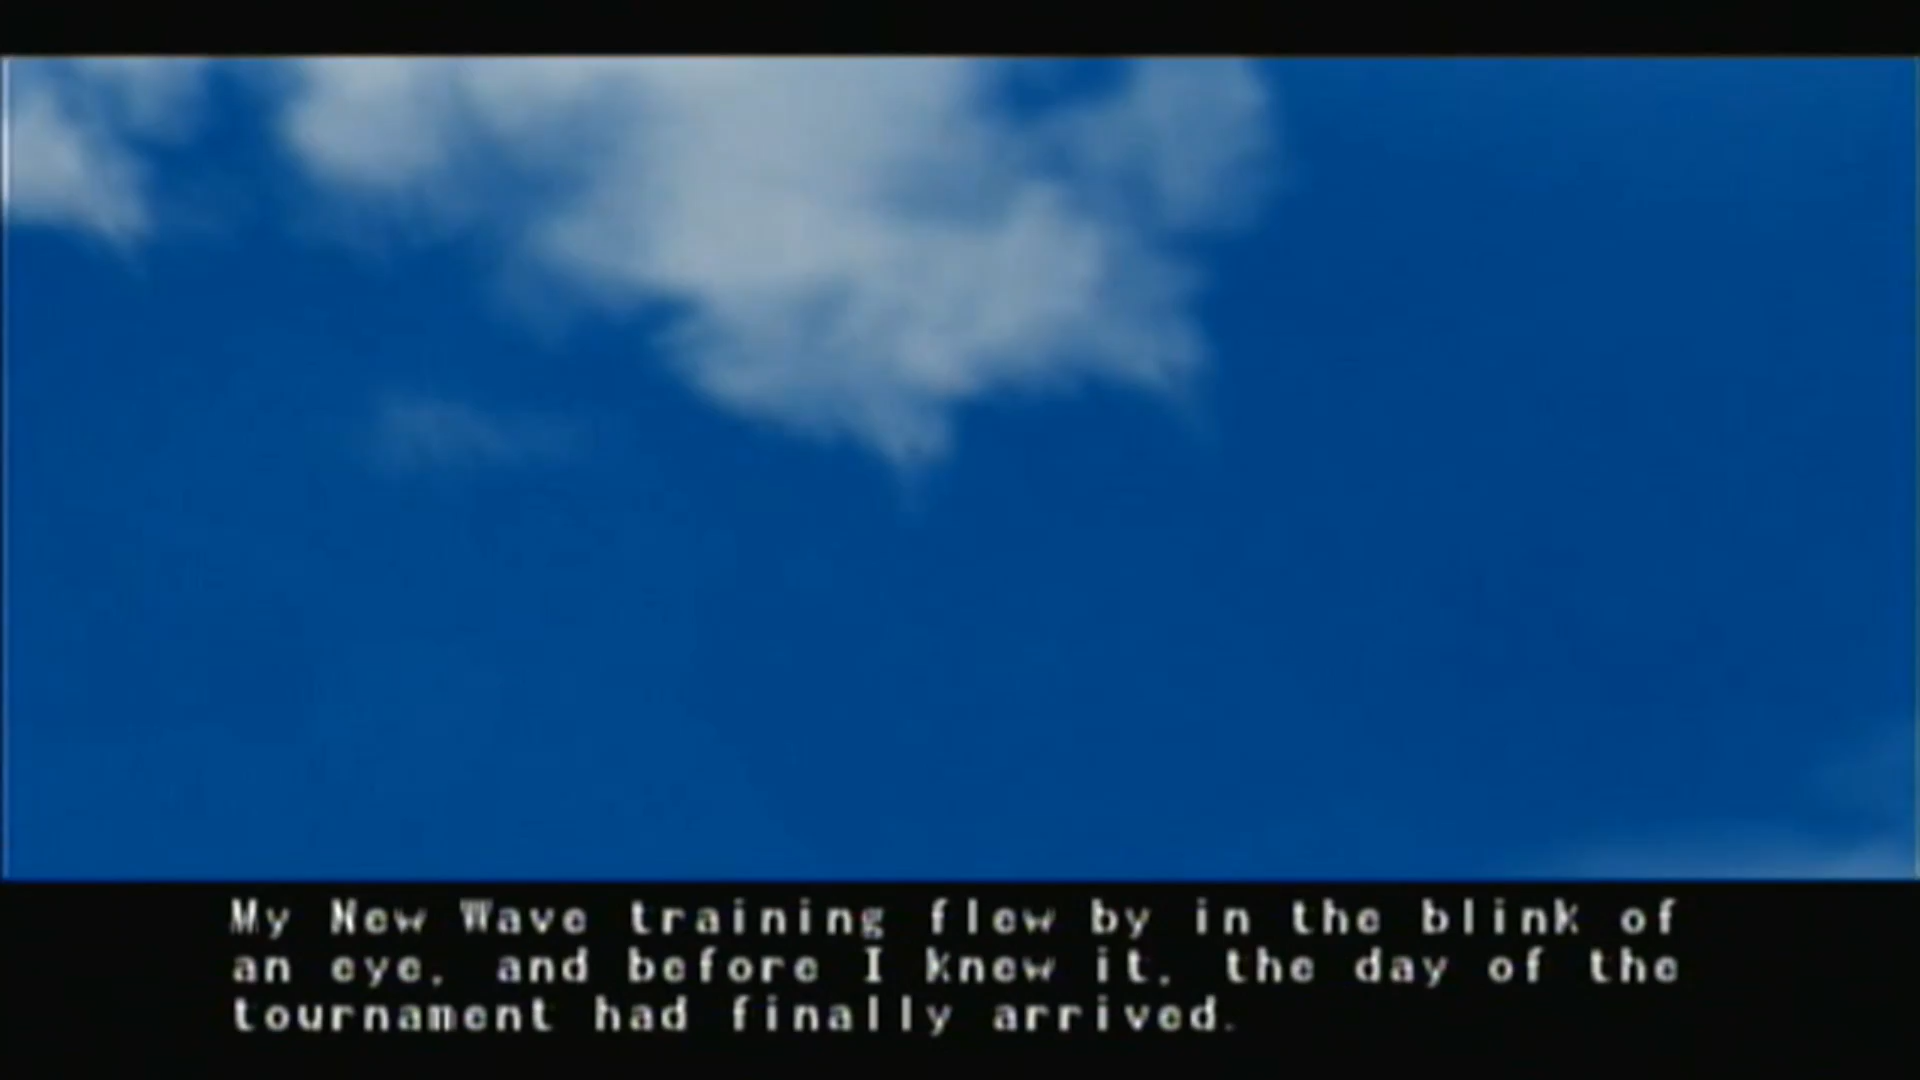 My New Wave training flew by in the blink of
an eye, and before I knew it, the day of the
tournament had finally arrived.